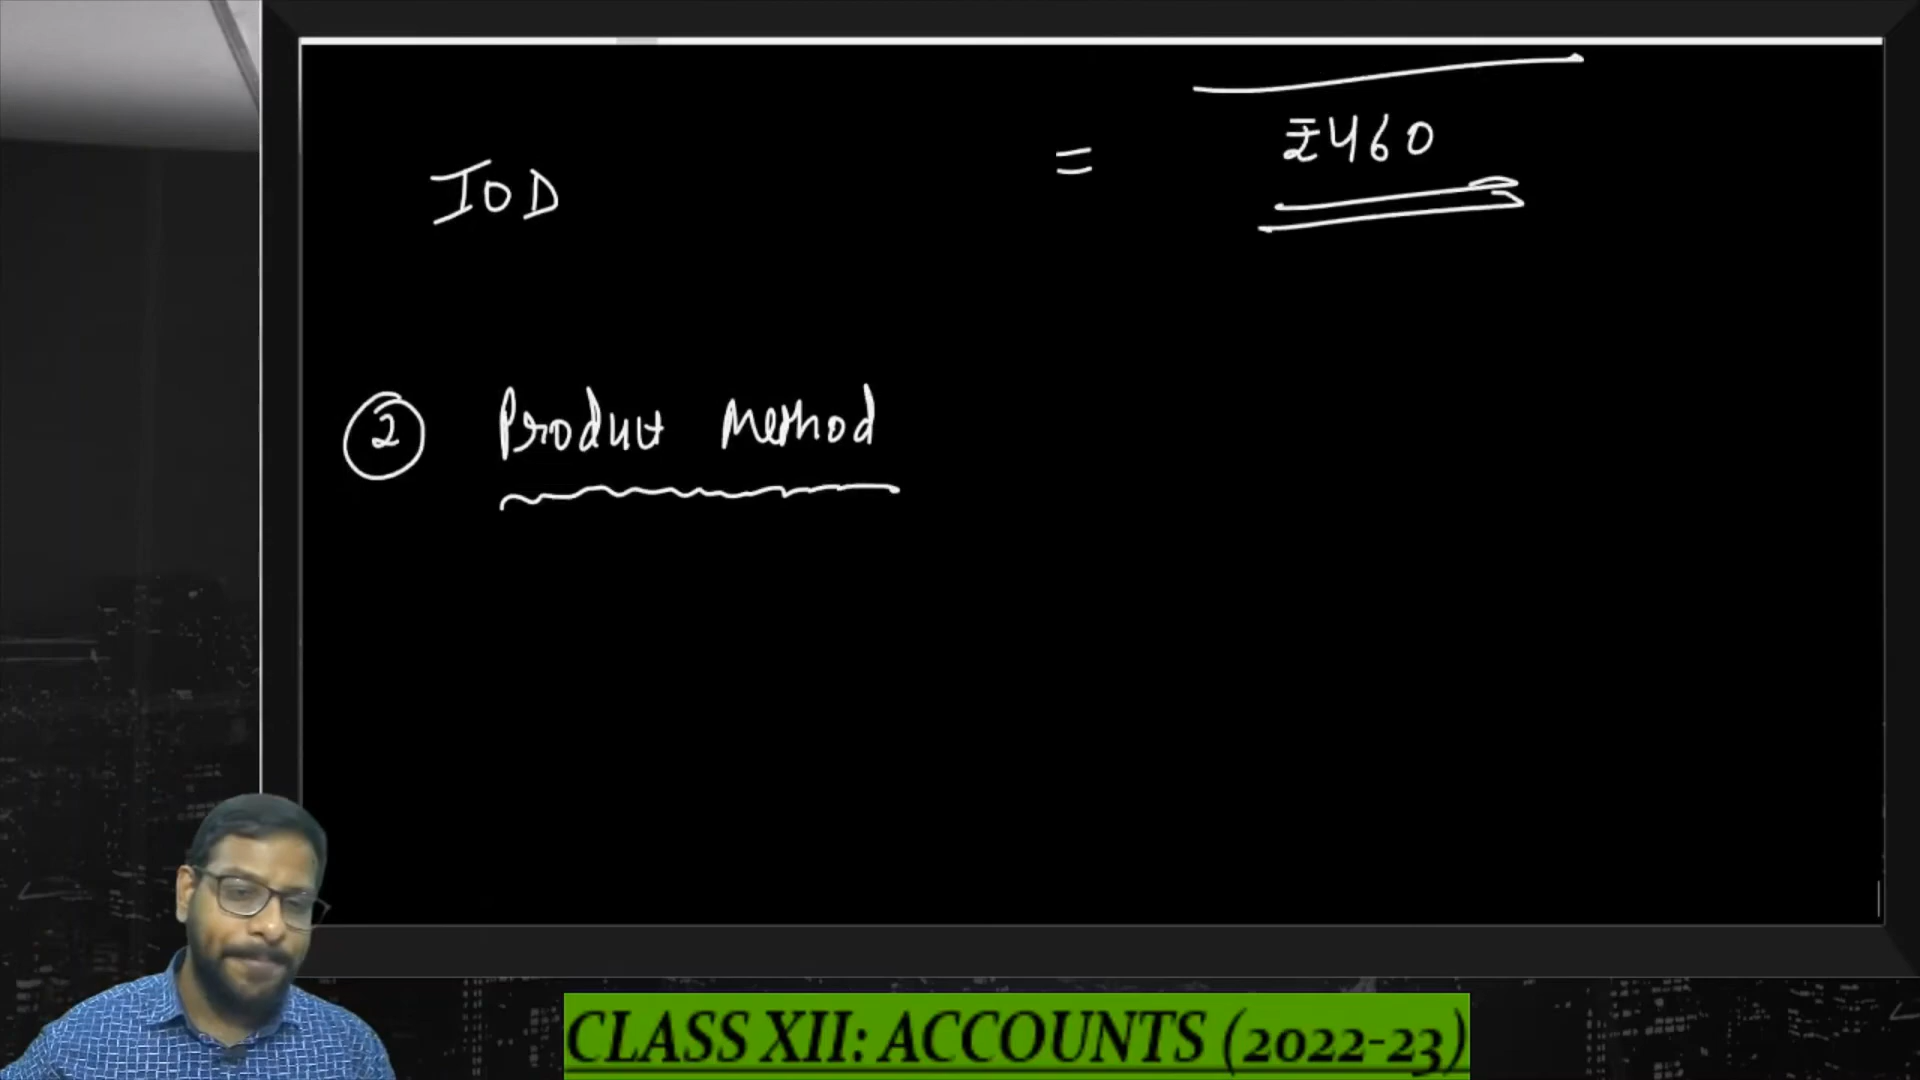 IOD = ₹460
② Product Method
CLASS XII: ACCOUNTS (2022-23)